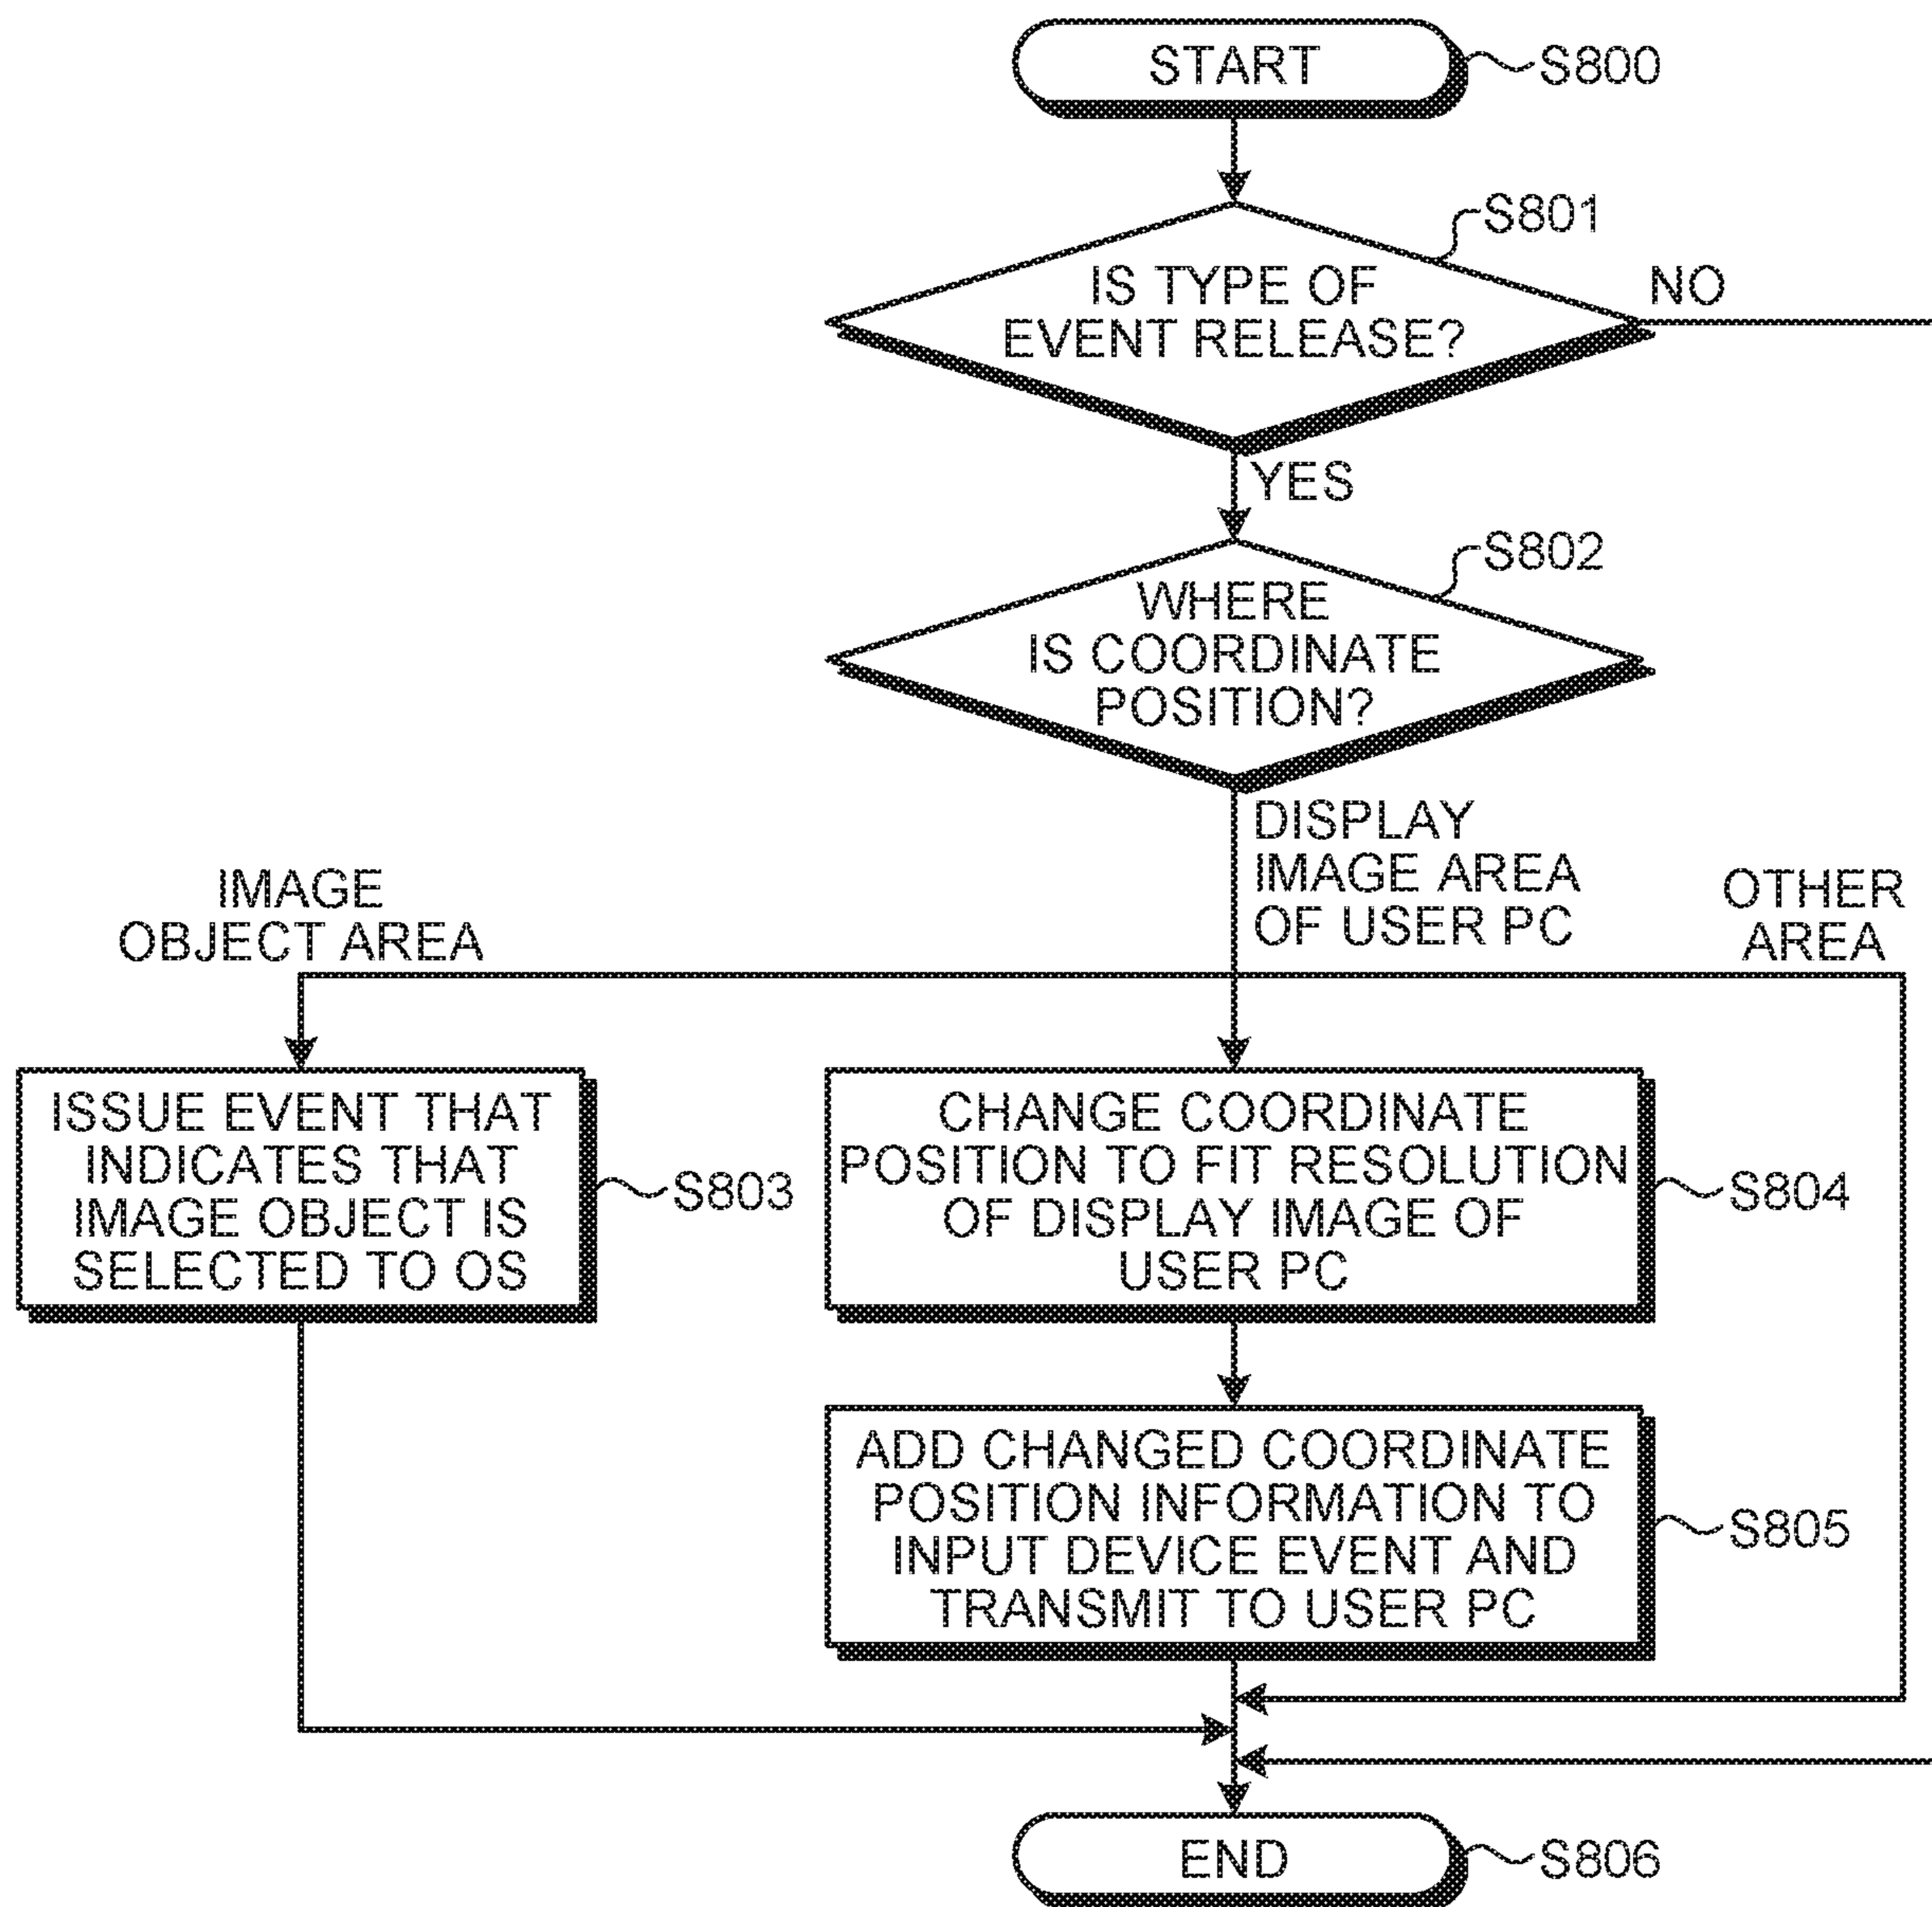 START
S800
S801
IS TYPE OF
EVENT RELEASE?
NO
YES
S802
WHERE
IS COORDINATE
POSITION?
DISPLAY
IMAGE AREA
OF USER PC
IMAGE
OBJECT AREA
OTHER
AREA
ISSUE EVENT THAT
INDICATES THAT
IMAGE OBJECT IS
SELECTED TO OS
S803
CHANGE COORDINATE
POSITION TO FIT RESOLUTION
OF DISPLAY IMAGE OF
USER PC
S804
ADD CHANGED COORDINATE
POSITION INFORMATION TO
INPUT DEVICE EVENT AND
TRANSMIT TO USER PC
S805
END
S806